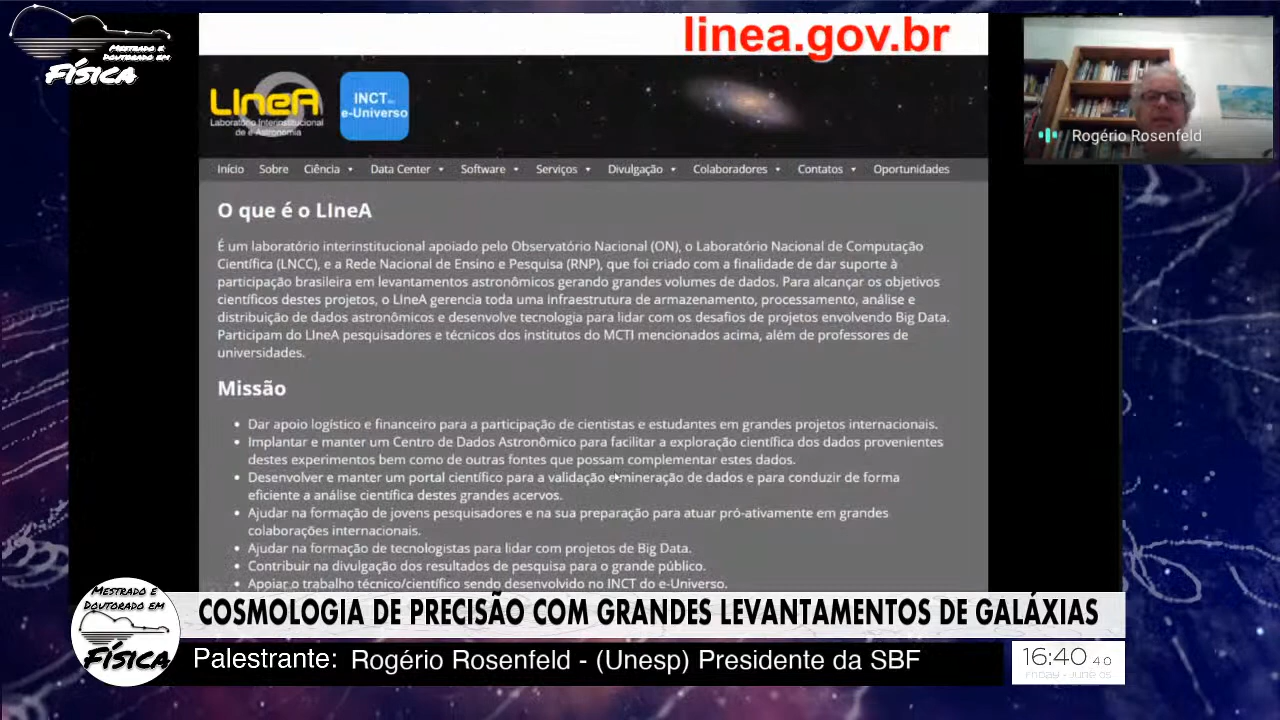 MESTRADO E
DOUTORADO EM
FÍSICA
linea.gov.br
LIneA
Laboratório Interinstitucional
de e-Astronomia
INCT do
e-Universo
Rogério Rosenfeld
Início Sobre Ciência Data Center Software Serviços Divulgação Colaboradores Contatos Oportunidades
O que é o LIneA
É um laboratório interinstitucional apoiado pelo Observatório Nacional (ON), o Laboratório Nacional de Computação
Científica (LNCC), e a Rede Nacional de Ensino e Pesquisa (RNP), que foi criado com a finalidade de dar suporte à
participação brasileira em levantamentos astronômicos gerando grandes volumes de dados. Para alcançar os objetivos
científicos destes projetos, o LIneA gerencia toda uma infraestrutura de armazenamento, processamento, análise e
distribuição de dados astronômicos e desenvolve tecnologia para lidar com os desafios de projetos envolvendo Big Data.
Participam do LIneA pesquisadores e técnicos dos institutos do MCTI mencionados acima, além de professores de
universidades.
Missão
• Dar apoio logístico e financeiro para a participação de cientistas e estudantes em grandes projetos internacionais.
• Implantar e manter um Centro de Dados Astronômico para facilitar a exploração científica dos dados provenientes
destes experimentos bem como de outras fontes que possam complementar estes dados.
• Desenvolver e manter um portal científico para a validação e mineração de dados e para conduzir de forma
eficiente a análise científica destes grandes acervos.
• Ajudar na formação de jovens pesquisadores e na sua preparação para atuar pró-ativamente em grandes
colaborações internacionais.
• Ajudar na formação de tecnologistas para lidar com projetos de Big Data.
• Contribuir na divulgação dos resultados de pesquisa para o grande público.
• Apoiar o trabalho técnico/científico sendo desenvolvido no INCT do e-Universo.
MESTRADO E
DOUTORADO EM
FÍSICA
COSMOLOGIA DE PRECISÃO COM GRANDES LEVANTAMENTOS DE GALÁXIAS
Palestrante: Rogério Rosenfeld - (Unesp) Presidente da SBF
16:40 40
FRIDAY - JUNE 05